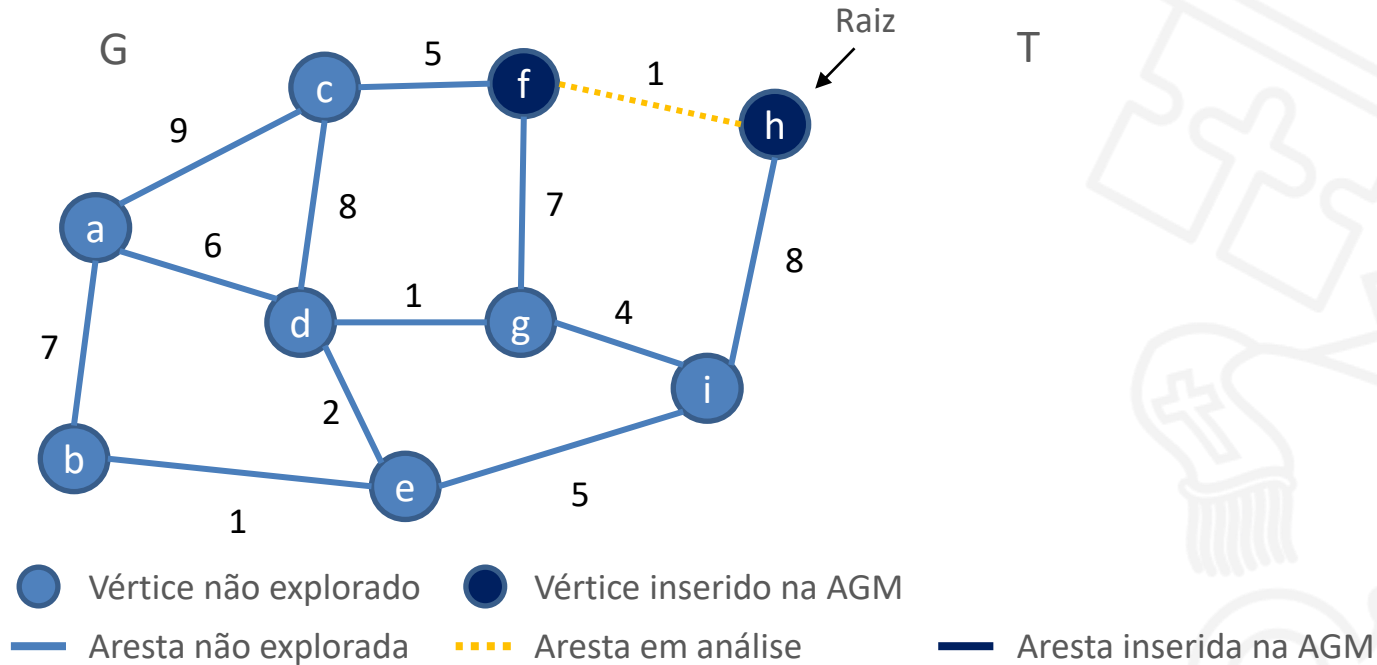 Raiz
G
T
5
1
c
f
h
9
8
7
a
6
8
d
1
g
4
7
i
2
b
e
5
1
Vértice não explorado
Vértice inserido na AGM
Aresta não explorada
Aresta em análise
Aresta inserida na AGM